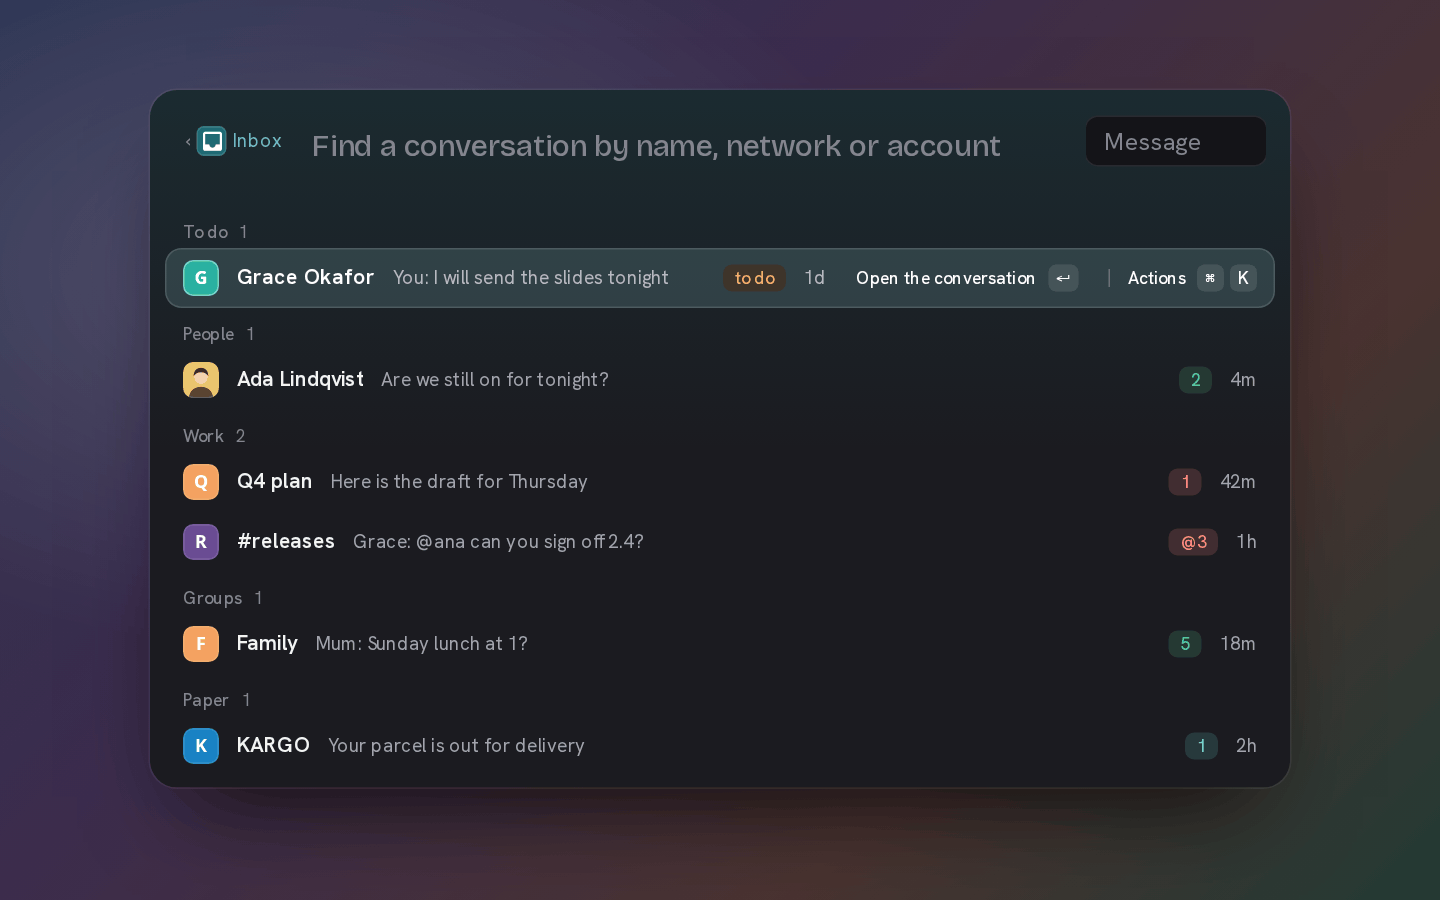 ‹ Inbox Find a conversation by name, network or account Message
To do 1
G Grace Okafor You: I will send the slides tonight to do 1d Open the conversation ↵ | Actions ⌘ K
People 1
Ada Lindqvist Are we still on for tonight? 2 4m
Work 2
Q Q4 plan Here is the draft for Thursday 1 42m
R #releases Grace: @ana can you sign off 2.4? @3 1h
Groups 1
F Family Mum: Sunday lunch at 1? 5 18m
Paper 1
K KARGO Your parcel is out for delivery 1 2h